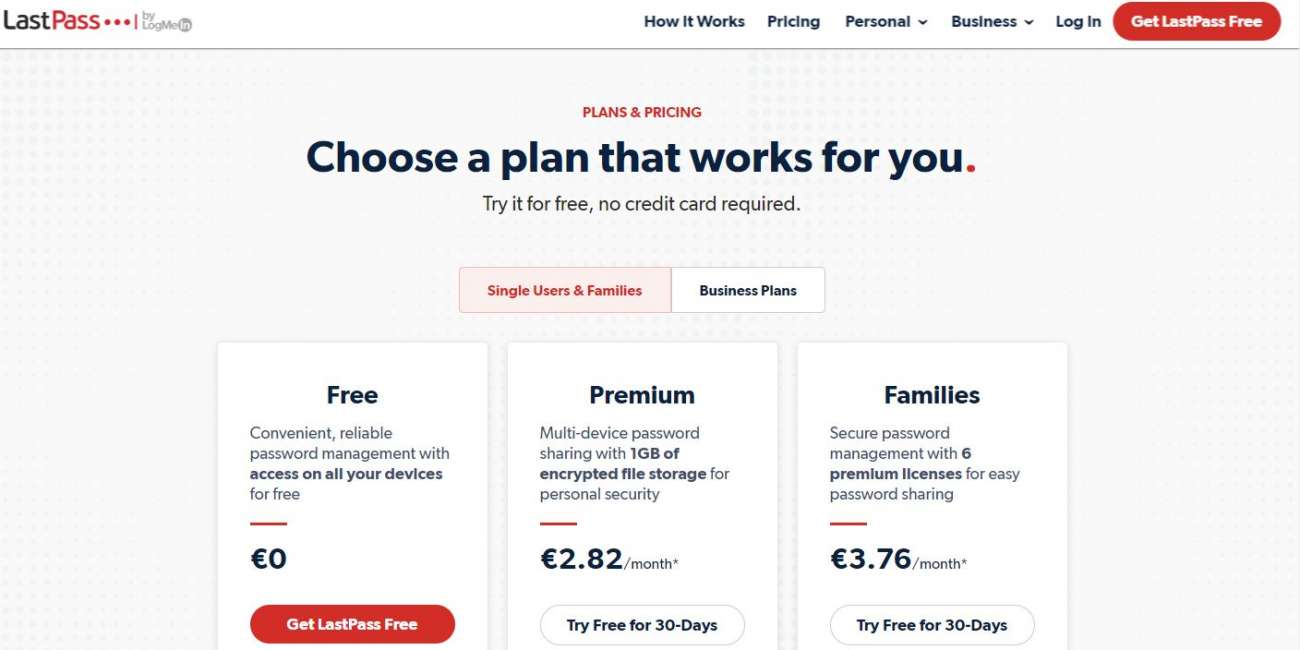 LastPass by LogMeIn
How It Works Pricing Personal Business Log In Get LastPass Free
PLANS & PRICING
Choose a plan that works for you.
Try it for free, no credit card required.
Single Users & Families Business Plans
Free
Convenient, reliable
password management with
access on all your devices
for free
€0
Get LastPass Free
Premium
Multi-device password
sharing with 1GB of
encrypted file storage for
personal security
€2.82/month*
Try Free for 30-Days
Families
Secure password
management with 6
premium licenses for easy
password sharing
€3.76/month*
Try Free for 30-Days